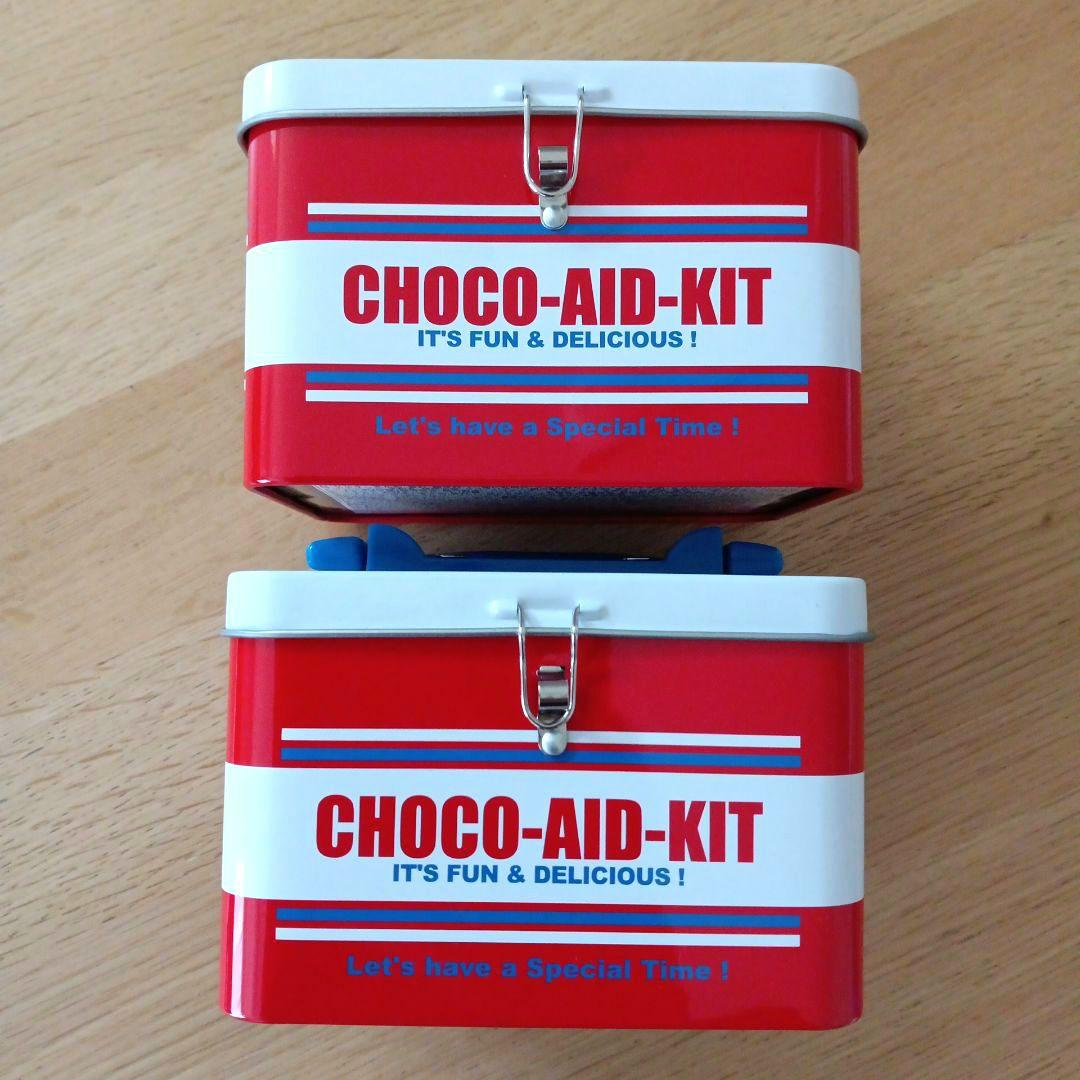 CHOCO-AID-KIT
IT'S FUN & DELICIOUS !
Let's have a Special Time !
CHOCO-AID-KIT
IT'S FUN & DELICIOUS !
Let's have a Special Time !